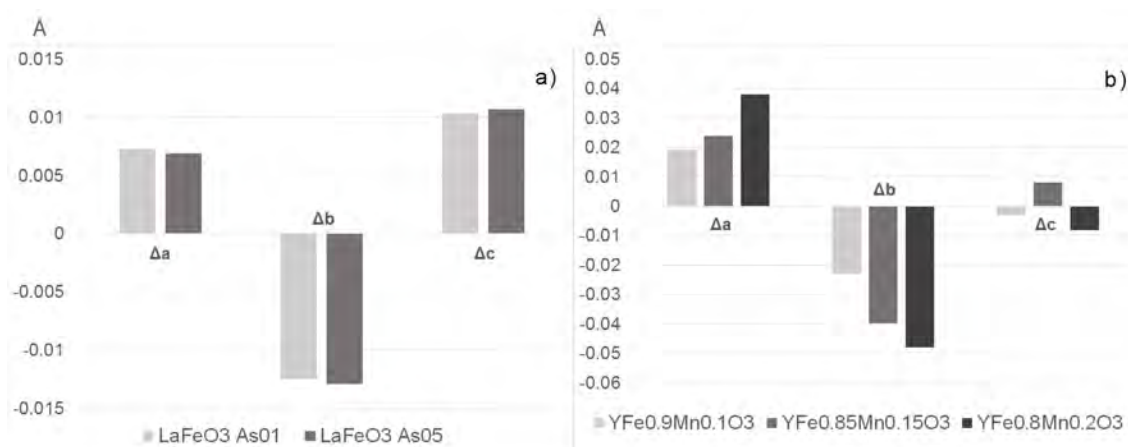 Å
0.015
0.01
0.005
0
-0.005
-0.01
-0.015
a)
Δa
Δb
Δc
LaFeO3 As01 LaFeO3 As05
Å
0.05
0.04
0.03
0.02
0.01
0
-0.01
-0.02
-0.03
-0.04
-0.05
-0.06
b)
Δa
Δb
Δc
YFe0.9Mn0.1O3 YFe0.85Mn0.15O3 YFe0.8Mn0.2O3